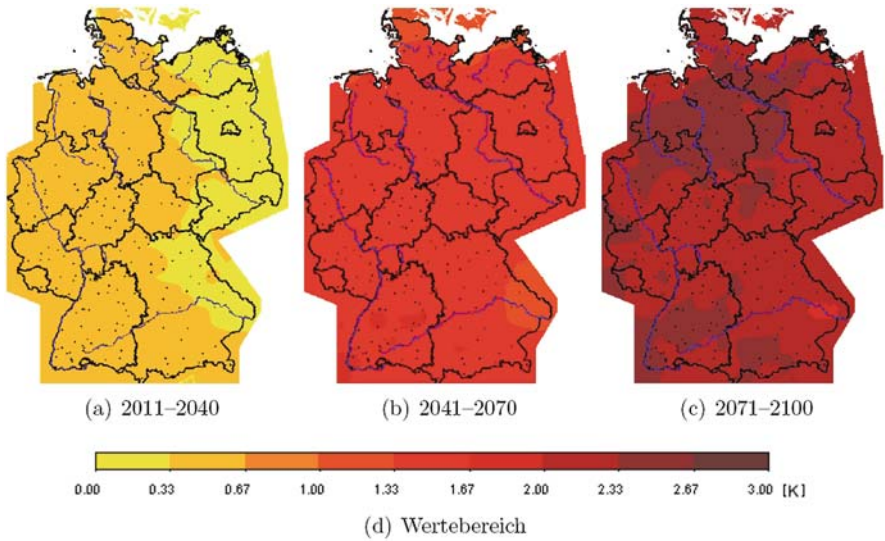 (a) 2011–2040
(b) 2041–2070
(c) 2071–2100
0.00 0.33 0.67 1.00 1.33 1.67 2.00 2.33 2.67 3.00 [K]
(d) Wertebereich